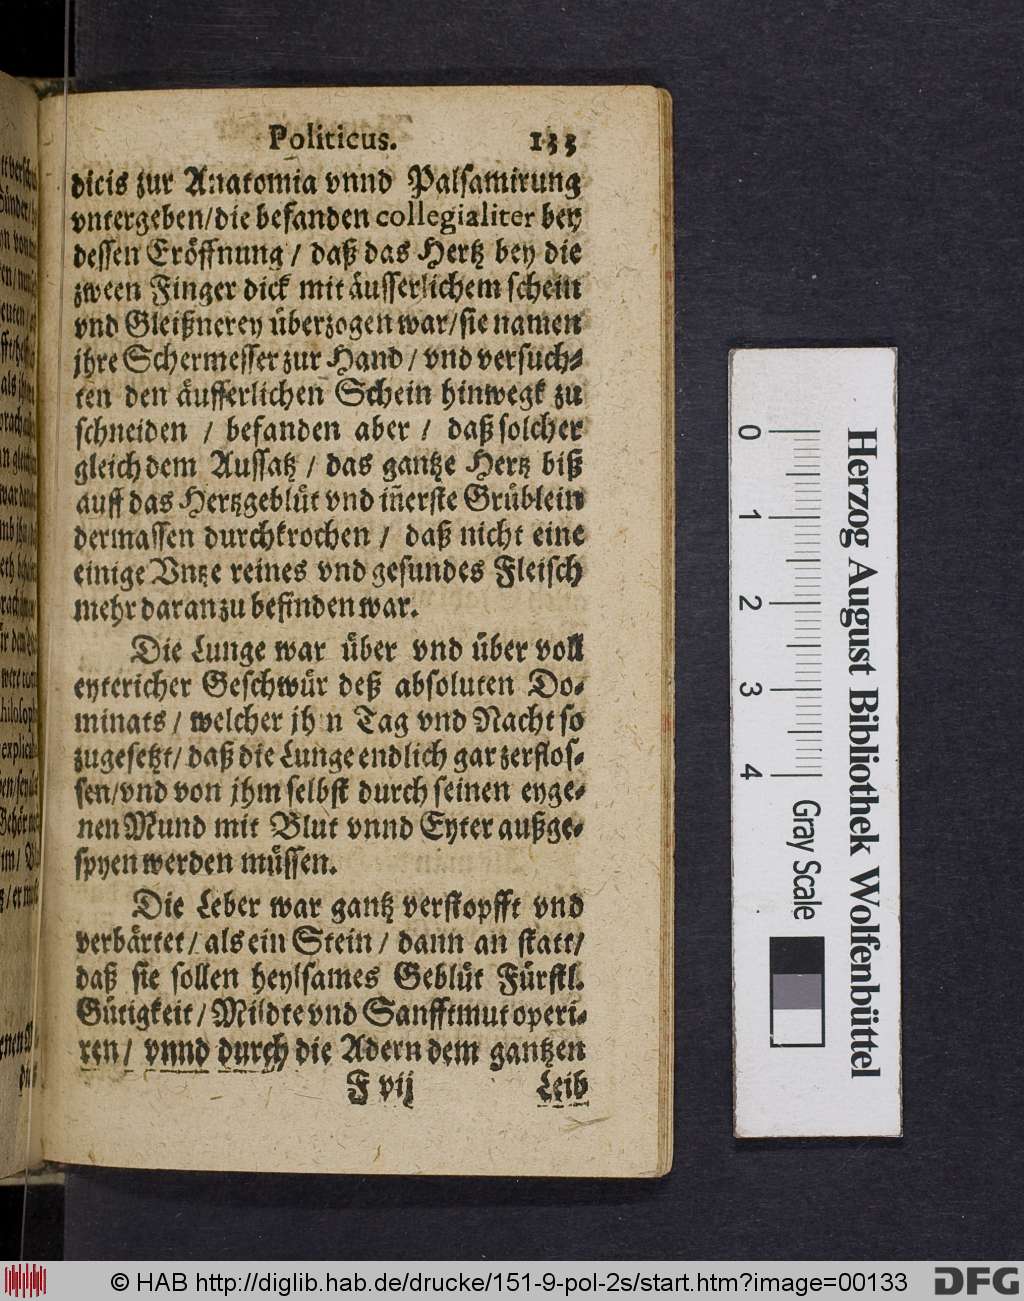 Politicus. 133
dicis zur Anatomia vnnd Palsamirung
vntergeben/die befanden collegialiter bey
dessen Eröffnung / daß das Hertz bey die
zween Finger dick mit äusserlichem schein
vnd Gleißnerey überzogen war/sie namen
jhre Schermesser zur Hand / vnd versuch⸗
ten den äusserlichen Schein hinwegk zu
schneiden / befanden aber / daß solcher
gleich dem Aussatz / das gantze Hertz biß
auff das Hertzgeblüt vnd iñerste Grüblein
dermassen durchkrochen / daß nicht eine
einige Vntze reines vnd gesundes Fleisch
mehr daran zu befinden war.
Die Lunge war über vnd über voll
eytericher Geschwür deß absoluten Do⸗
minats / welcher jh n Tag vnd Nacht so
zugesetzt/ daß die Lunge endlich gar zerflos⸗
sen/vnd von jhm selbst durch seinen eyge⸗
nen Mund mit Blut vnnd Eyter außge⸗
spyen werden müssen.
Die Leber war gantz verstopfft vnd
verbärtet / als ein Stein / dann an statt/
daß sie sollen heylsames Geblüt Fürstl.
Gütigkeit / Mildte vnd Sanfftmut operi⸗
ren / vnnd durch die Adern dem gantzen
F vij Leib
0 1 2 3 4
Gray Scale
Herzog August Bibliothek Wolfenbüttel
© HAB http://diglib.hab.de/drucke/151-9-pol-2s/start.htm?image=00133
DFG